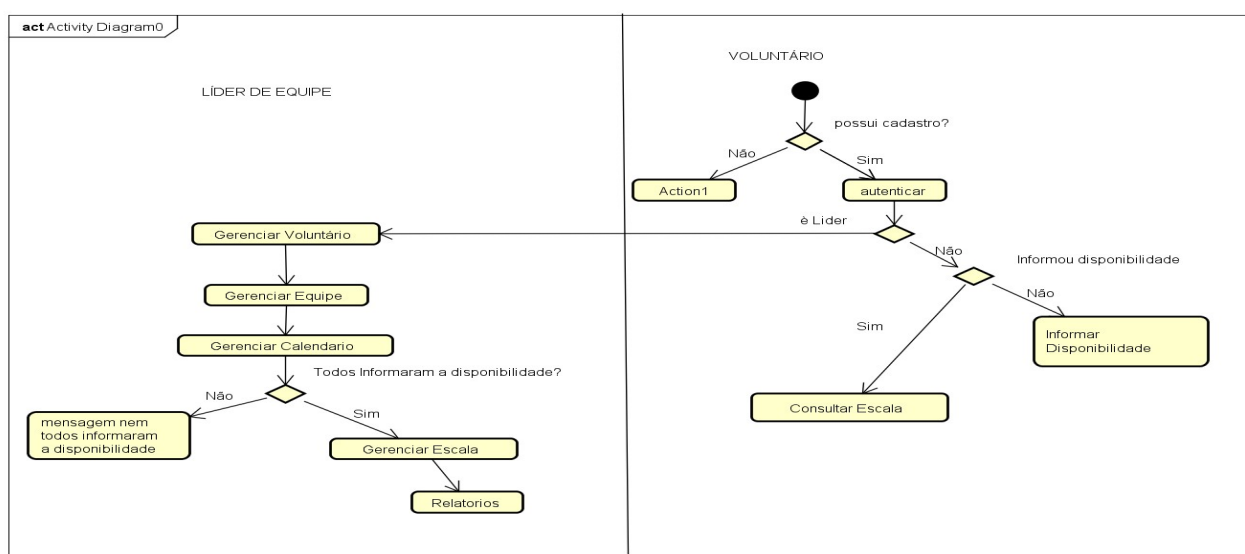 act Activity Diagram0
LÍDER DE EQUIPE
VOLUNTÁRIO
possui cadastro?
Não
Sim
Action1
autenticar
è Lider
Gerenciar Voluntário
Não
Informou disponibilidade
Gerenciar Equipe
Não
Sim
Informar
Disponibilidade
Gerenciar Calendario
Todos Informaram a disponibilidade?
Não
Sim
Consultar Escala
mensagem nem
todos informaram
a disponibilidade
Gerenciar Escala
Relatorios